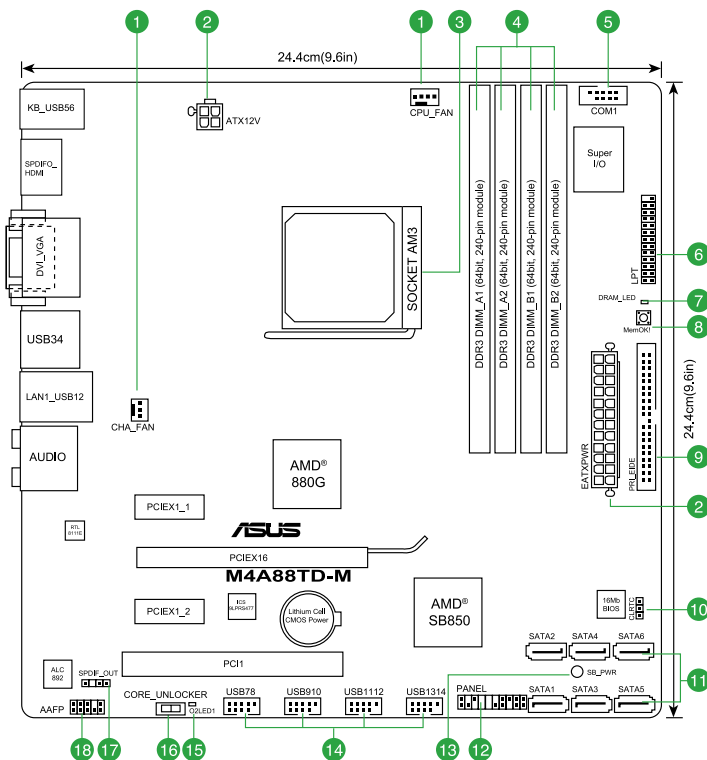 1
2
1
3
4
5
24.4cm(9.6in)
KB_USB56
ATX12V
CPU_FAN
COM1
SPDIFO_
HDMI
Super
I/O
DVI_VGA
SOCKET AM3
DDR3 DIMM_A1 (64bit, 240-pin module)
DDR3 DIMM_A2 (64bit, 240-pin module)
DDR3 DIMM_B1 (64bit, 240-pin module)
DDR3 DIMM_B2 (64bit, 240-pin module)
LPT
6
DRAM_LED
7
MemOK!
8
USB34
LAN1_USB12
1
CHA_FAN
24.4cm(9.6in)
AUDIO
EATXPWR
PRI_EIDE
9
2
AMD®
880G
PCIEX1_1
RTL
8111E
ASUS
PCIEX16
M4A88TD-M
PCIEX1_2
ICS
9LPRS477
Lithium Cell
CMOS Power
AMD®
SB850
16Mb
BIOS
CLRTC
10
SATA2
SATA4
SATA6
PCI1
ALC
892
SPDIF_OUT
SB_PWR
11
AAFP
CORE_UNLOCKER
O2LED1
USB78
USB910
USB1112
USB1314
PANEL
SATA1
SATA3
SATA5
18
17
16
15
14
13
12